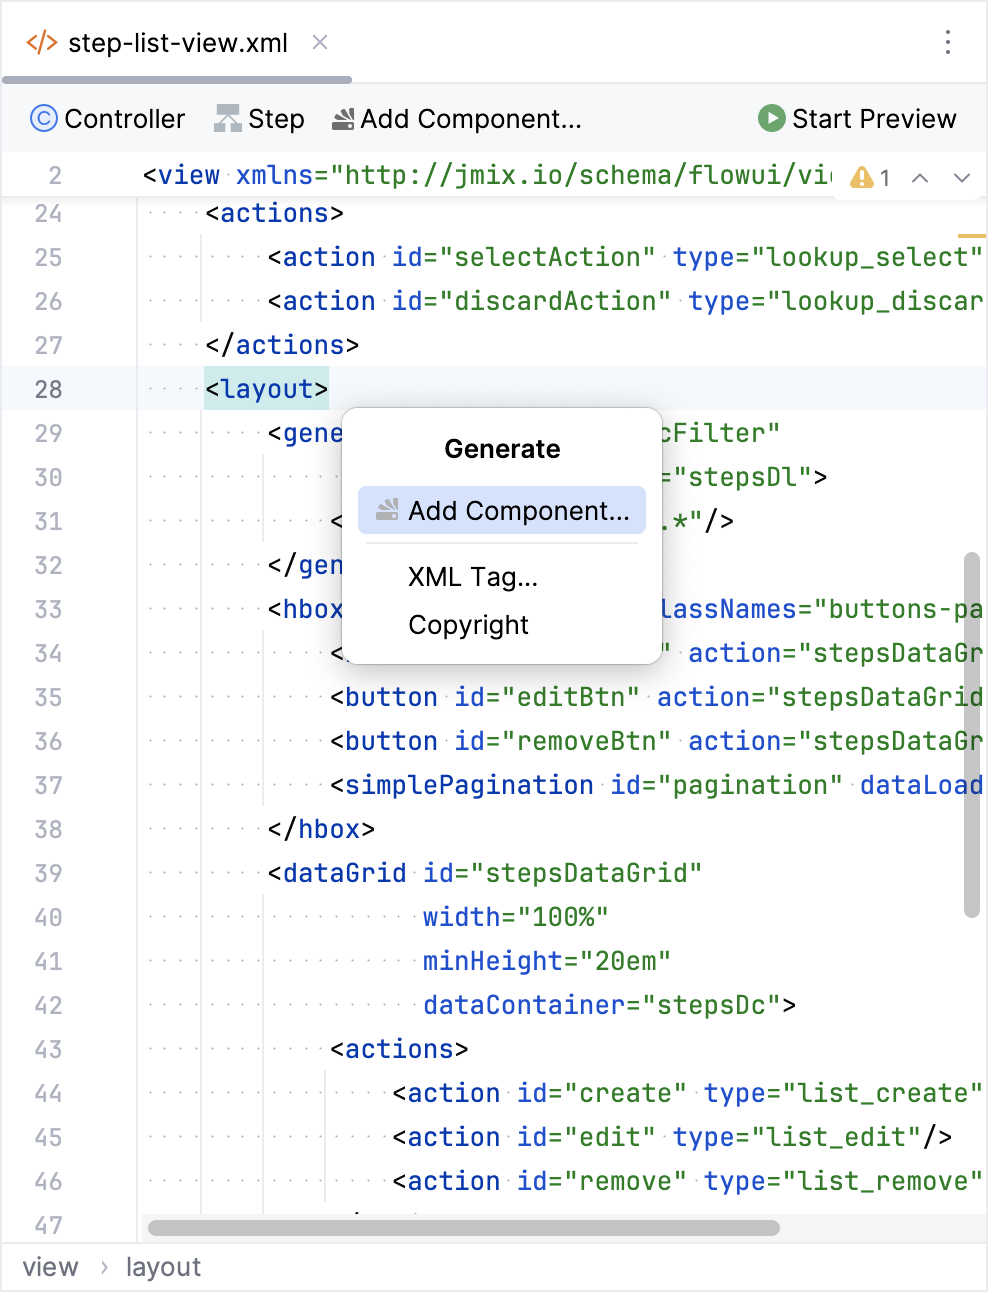 </> step-list-view.xml
Controller Step Add Component... Start Preview
2 <view xmlns="http://jmix.io/schema/flowui/vi 1
24 <actions>
25 <action id="selectAction" type="lookup_select"
26 <action id="discardAction" type="lookup_discar
27 </actions>
28 <layout>
29 <gene cFilter"
30 ="stepsDl">
31 < .*"/>
32 </gen
33 <hbox lassNames="buttons-pa
34 < " action="stepsDataGr
35 <button id="editBtn" action="stepsDataGrid
36 <button id="removeBtn" action="stepsDataGr
37 <simplePagination id="pagination" dataLoad
38 </hbox>
39 <dataGrid id="stepsDataGrid"
40 width="100%"
41 minHeight="20em"
42 dataContainer="stepsDc">
43 <actions>
44 <action id="create" type="list_create"
45 <action id="edit" type="list_edit"/>
46 <action id="remove" type="list_remove"
47
Generate
Add Component...
XML Tag...
Copyright
view › layout